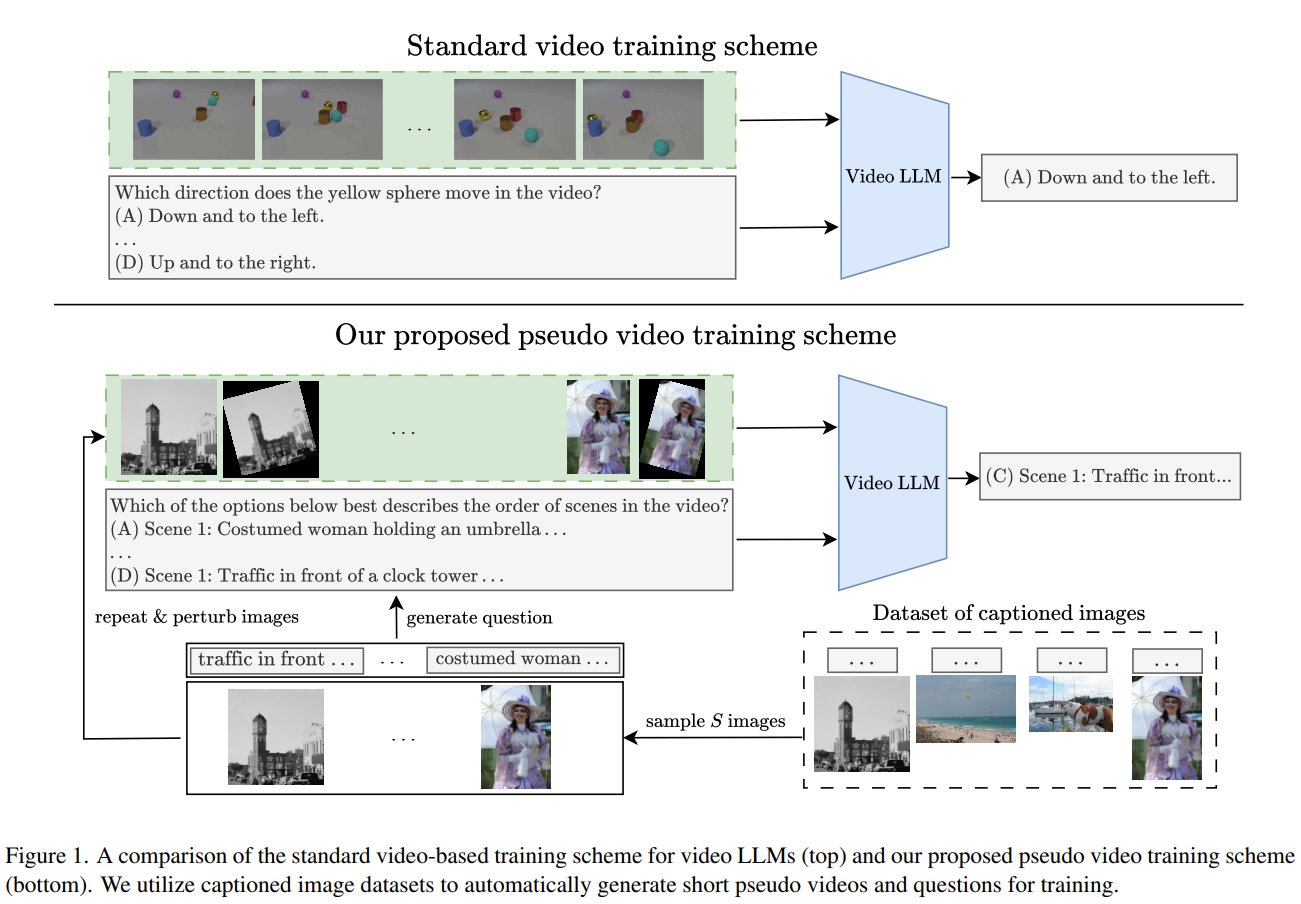 Standard video training scheme
...
Which direction does the yellow sphere move in the video?
(A) Down and to the left.
...
(D) Up and to the right.
Video LLM
(A) Down and to the left.
Our proposed pseudo video training scheme
...
Which of the options below best describes the order of scenes in the video?
(A) Scene 1: Costumed woman holding an umbrella...
...
(D) Scene 1: Traffic in front of a clock tower...
Video LLM
(C) Scene 1: Traffic in front...
repeat & perturb images
generate question
traffic in front ...
...
costumed woman ...
...
sample S images
Dataset of captioned images
...
...
...
...
Figure 1. A comparison of the standard video-based training scheme for video LLMs (top) and our proposed pseudo video training scheme
(bottom). We utilize captioned image datasets to automatically generate short pseudo videos and questions for training.